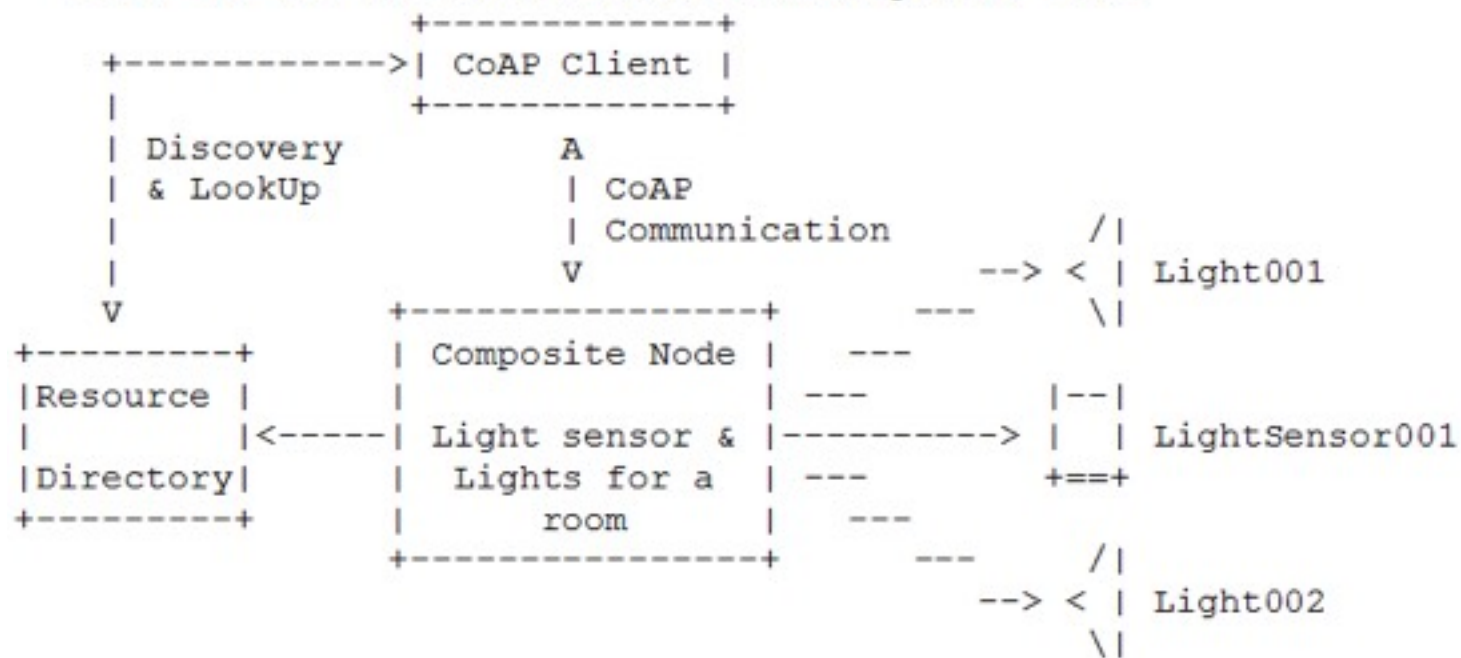 CoAP Client
Discovery
& LookUp
A
CoAP
Communication
V
Light001
V
Composite Node
Resource
Directory
Light sensor &
Lights for a
room
LightSensor001
Light002